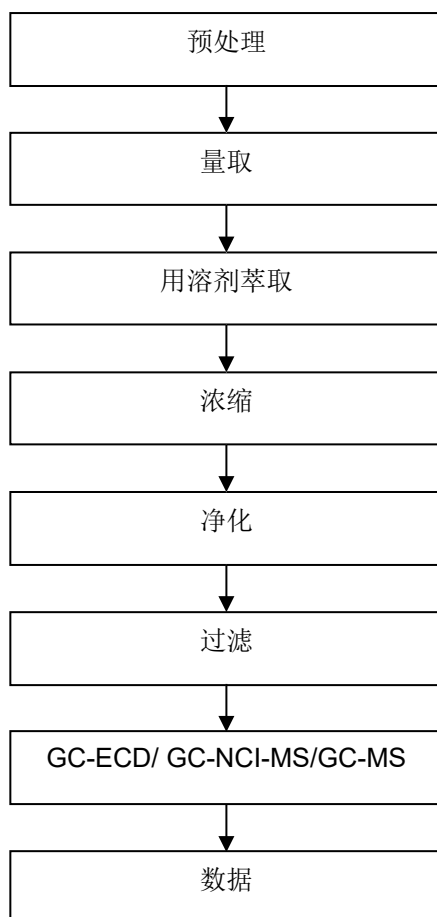 预处理
量取
用溶剂萃取
浓缩
净化
过滤
GC-ECD/ GC-NCI-MS/GC-MS
数据